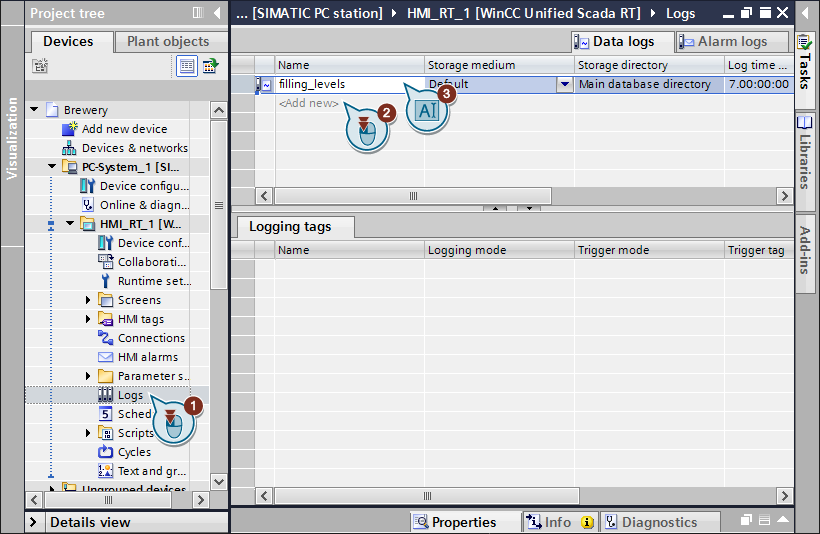 Project tree
Devices
Plant objects
Visualization
Brewery
Add new device
Devices & networks
PC-System_1 [SI...
Device configu...
Online & diagn...
HMI_RT_1 [W...
Device conf...
Collaborati...
Runtime set...
Screens
HMI tags
Connections
HMI alarms
Parameter s...
Logs
1
Sched
Scripts
Cycles
Text and gr...
Ungrouped devices
Details view
... [SIMATIC PC station] HMI_RT_1 [WinCC Unified Scada RT] Logs
Data logs
Alarm logs
Name Storage medium Storage directory Log time ...
filling_levels Default Main database directory 7.00:00:00
<Add new>
2
3
AI
Logging tags
Name Logging mode Trigger mode Trigger tag
Properties
Info
Diagnostics
Tasks
Libraries
Add-ins